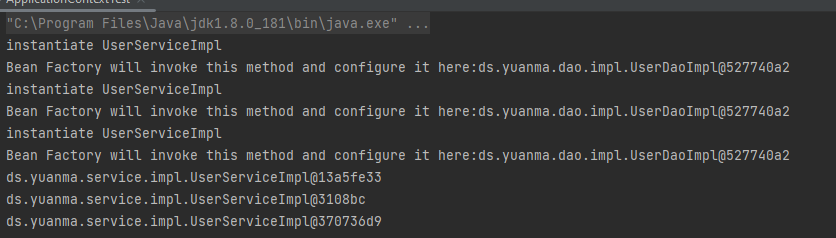 ApplicationContextTest
"C:\Program Files\Java\jdk1.8.0_181\bin\java.exe" ...
instantiate UserServiceImpl
Bean Factory will invoke this method and configure it here:ds.yuanma.dao.impl.UserDaoImpl@527740a2
instantiate UserServiceImpl
Bean Factory will invoke this method and configure it here:ds.yuanma.dao.impl.UserDaoImpl@527740a2
instantiate UserServiceImpl
Bean Factory will invoke this method and configure it here:ds.yuanma.dao.impl.UserDaoImpl@527740a2
ds.yuanma.service.impl.UserServiceImpl@13a5fe33
ds.yuanma.service.impl.UserServiceImpl@3108bc
ds.yuanma.service.impl.UserServiceImpl@370736d9